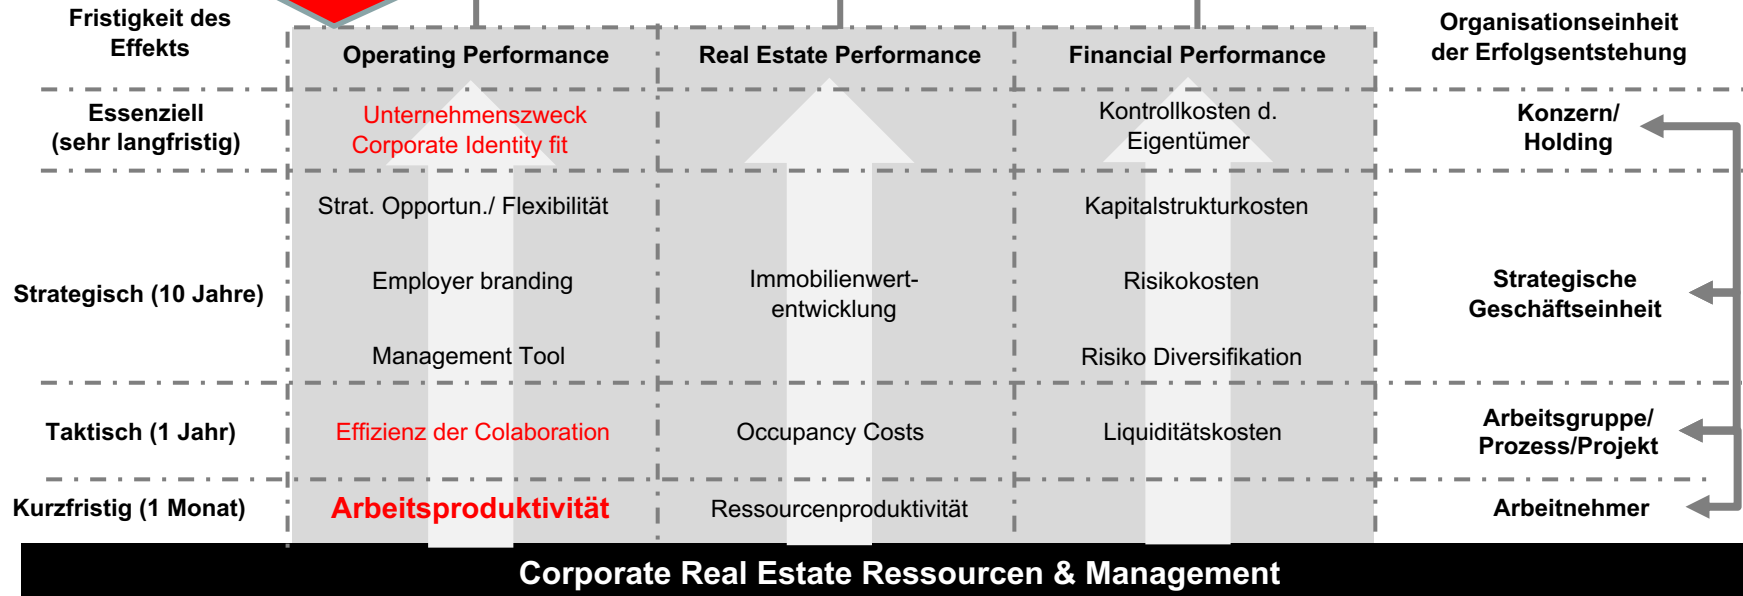 Fristigkeit des
Effekts
Operating Performance
Real Estate Performance
Financial Performance
Organisationseinheit
der Erfolgsentstehung
Essenziell
(sehr langfristig)
Unternehmenszweck
Corporate Identity fit
Kontrollkosten d.
Eigentümer
Konzern/
Holding
Strategisch (10 Jahre)
Strat. Opportun./ Flexibilität
Employer branding
Management Tool
Immobilienwert-
entwicklung
Kapitalstrukturkosten
Risikokosten
Risiko Diversifikation
Strategische
Geschäftseinheit
Taktisch (1 Jahr)
Effizienz der Colaboration
Occupancy Costs
Liquiditätskosten
Arbeitsgruppe/
Prozess/Projekt
Kurzfristig (1 Monat)
Arbeitsproduktivität
Ressourcenproduktivität
Arbeitnehmer
Corporate Real Estate Ressourcen & Management